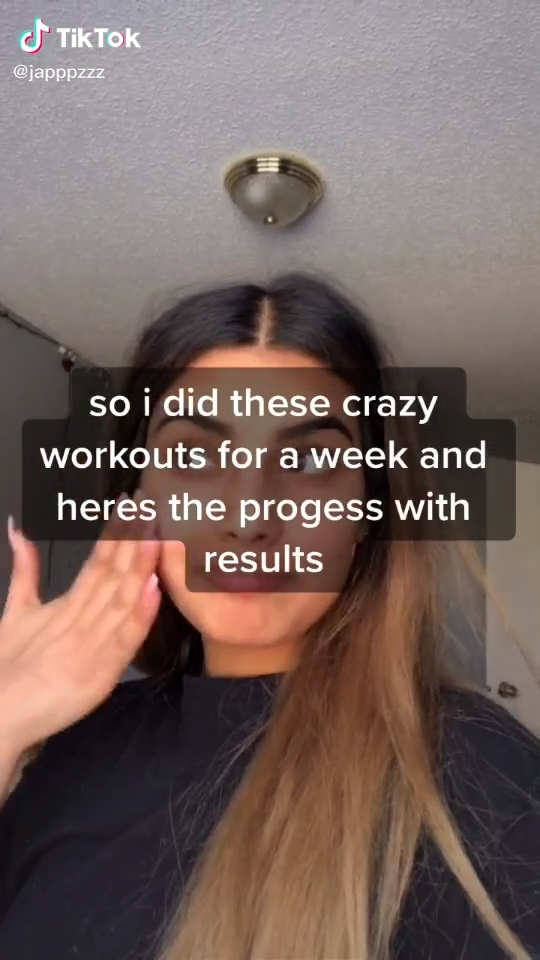 TikTok
@japppzzz
so i did these crazy
workouts for a week and
heres the progess with
results